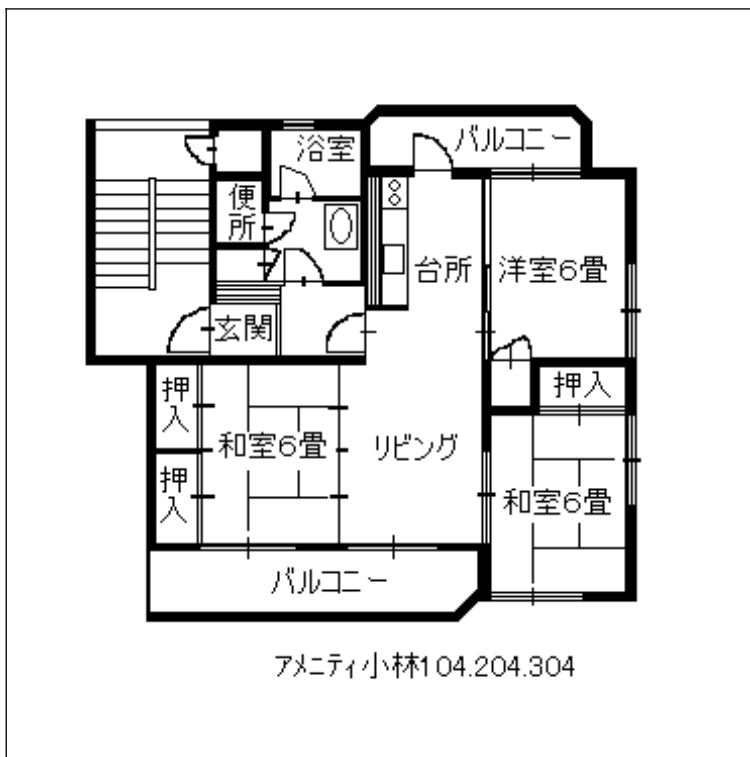 浴室
バルコニー
便所
台所
洋室6畳
玄関
押入
押入
和室6畳
リビング
押入
和室6畳
バルコニー
アメニティ小林104.204.304